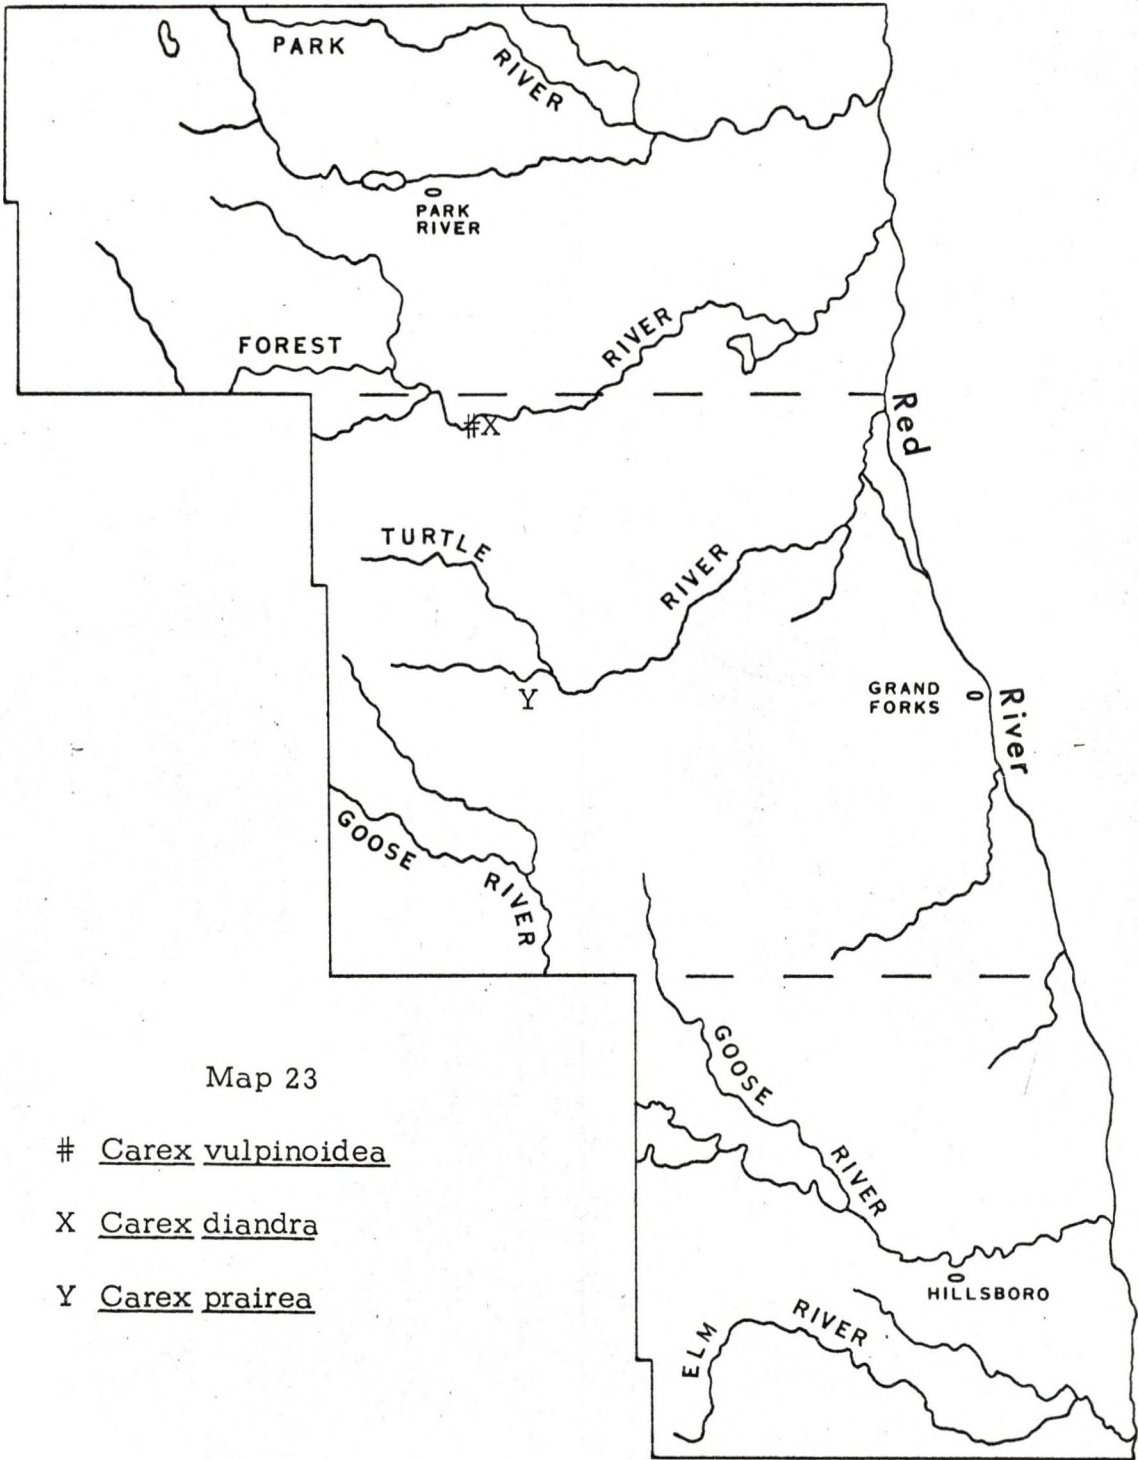 PARK
RIVER
PARK
RIVER
FOREST
RIVER
#X
Red
TURTLE
RIVER
Y
GRAND
FORKS
River
GOOSE
RIVER
GOOSE
RIVER
Map 23
# Carex vulpinoidea
X Carex diandra
Y Carex prairea
HILLSBORO
ELM
RIVER